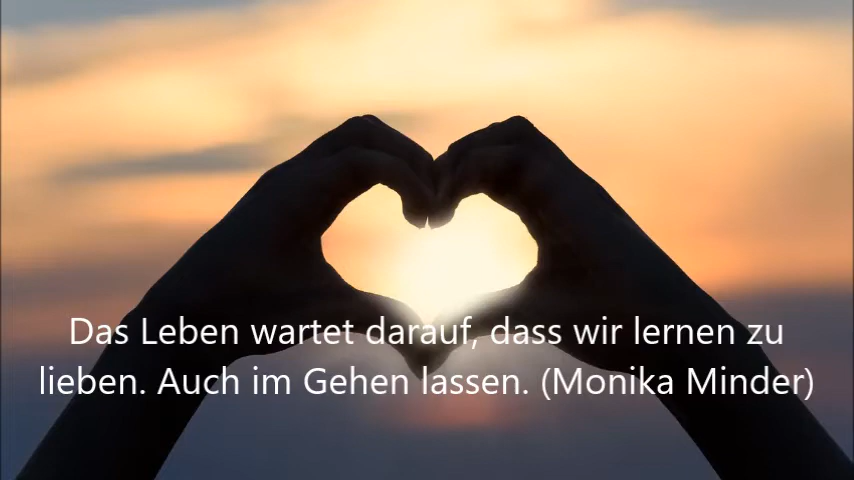 Das Leben wartet darauf, dass wir lernen zu
lieben. Auch im Gehen lassen. (Monika Minder)